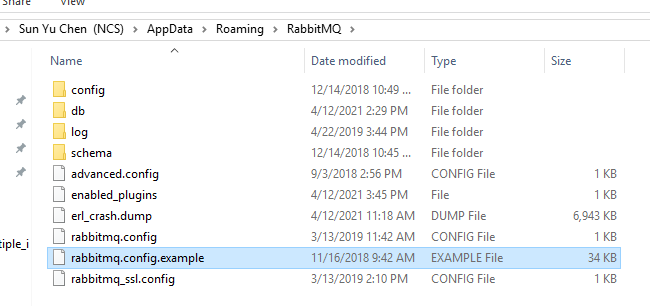 Share View
Sun Yu Chen (NCS) AppData Roaming RabbitMQ
Name Date modified Type Size
config 12/14/2018 10:49 ... File folder
db 4/12/2021 2:29 PM File folder
log 4/22/2019 3:44 PM File folder
schema 12/14/2018 10:45 ... File folder
advanced.config 9/3/2018 2:56 PM CONFIG File 1 KB
enabled_plugins 4/12/2021 3:45 PM File 1 KB
erl_crash.dump 4/12/2021 11:18 AM DUMP File 6,943 KB
tiple_i rabbitmq.config 3/13/2019 11:42 AM CONFIG File 1 KB
rabbitmq.config.example 11/16/2018 9:42 AM EXAMPLE File 34 KB
rabbitmq_ssl.config 3/13/2019 2:10 PM CONFIG File 1 KB